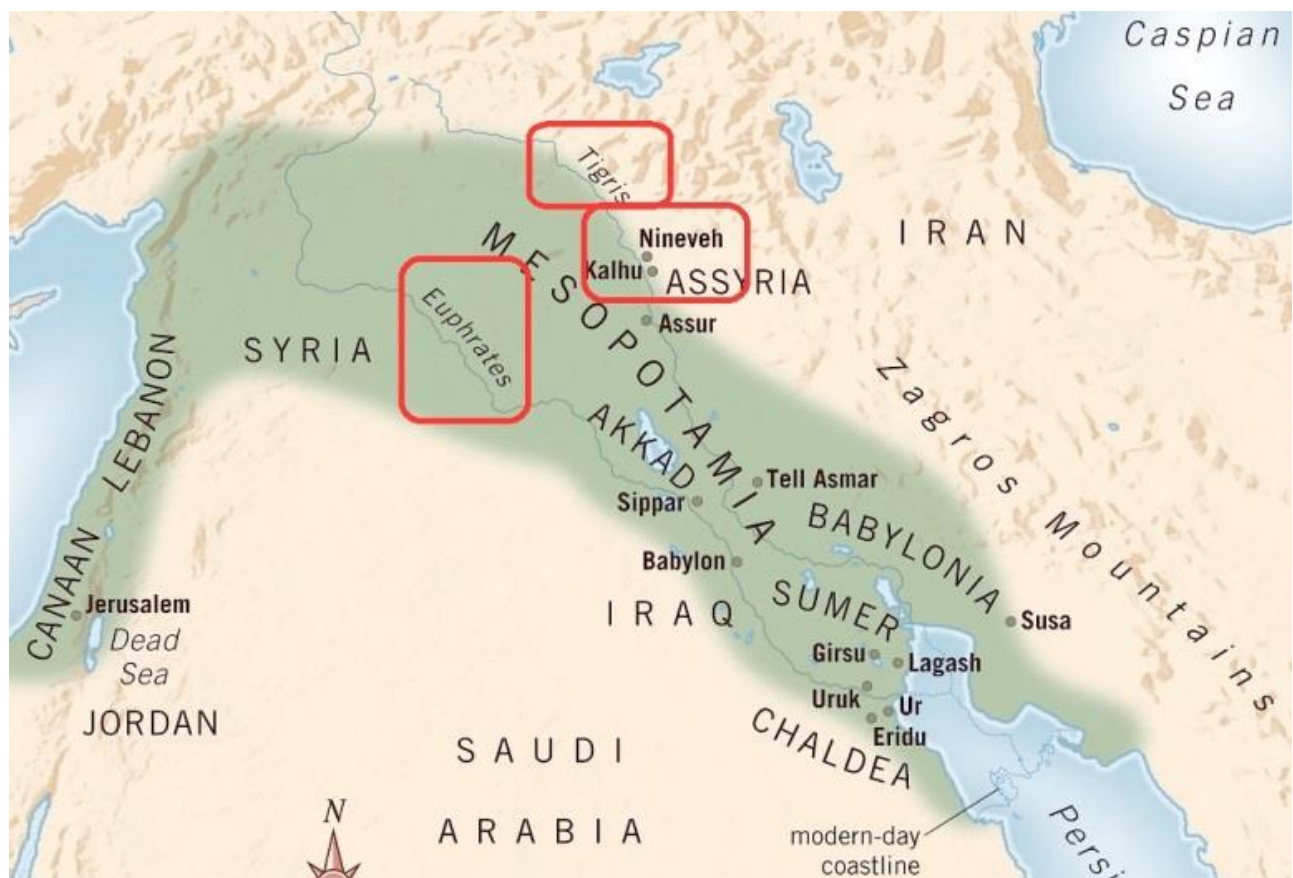 Caspian
Sea
Tigris
Nineveh
Kalhu
ASSYRIA
IRAN
MESOPOTAMIA
Euphrates
Assur
SYRIA
LEBANON
Zagros Mountains
AKKAD
Tell Asmar
Sippar
BABYLONIA
Babylon
CANAAN
Jerusalem
Dead
Sea
IRAQ
SUMER
Susa
Girsu
Lagash
Uruk
Ur
Eridu
JORDAN
CHALDEA
SAUDI
ARABIA
N
modern-day
coastline
Persi